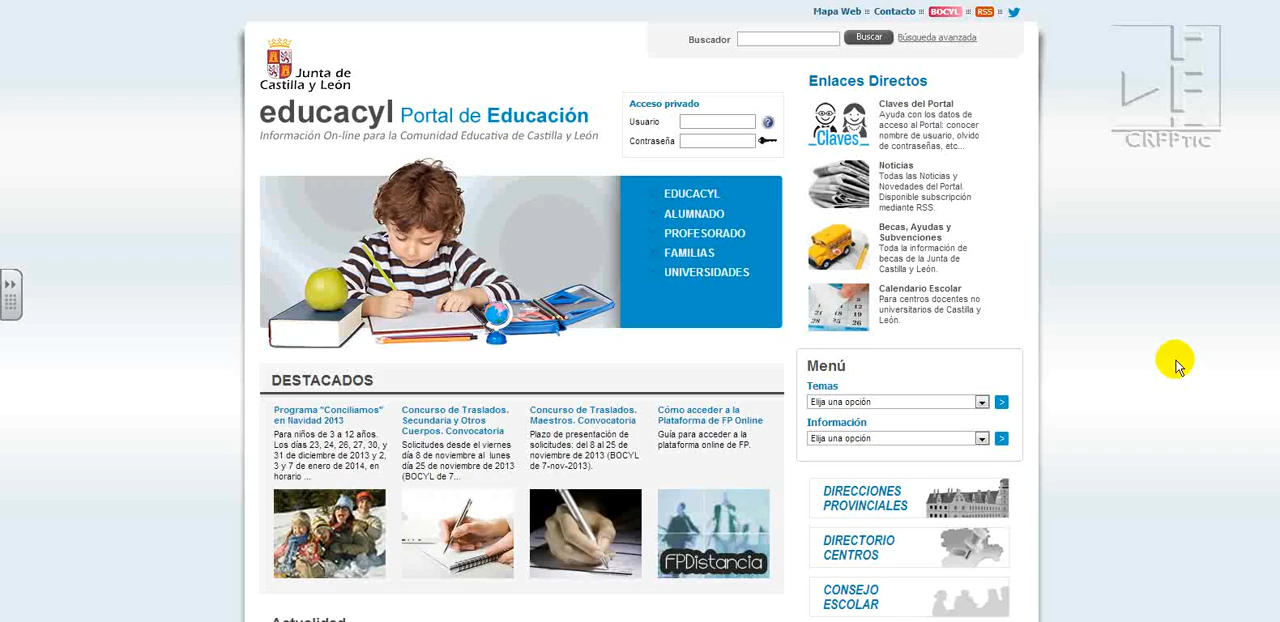 Mapa Web :: Contacto :: BOCYL :: RSS ::
Buscador Buscar Búsqueda avanzada
Junta de
Castilla y León
educacyl Portal de Educación
Información On-line para la Comunidad Educativa de Castilla y León
Acceso privado
Usuario
Contraseña
EDUCACYL
ALUMNADO
PROFESORADO
FAMILIAS
UNIVERSIDADES
Enlaces Directos
Claves
Claves del Portal
Ayuda con los datos de
acceso al Portal: conocer
nombre de usuario, olvido
de contraseñas, etc...
Noticias
Todas las Noticias y
Novedades del Portal.
Disponible subscripción
mediante RSS.
Becas, Ayudas y
Subvenciones
Toda la información de
becas de la Junta de
Castilla y León.
Calendario Escolar
Para centros docentes no
universitarios de Castilla y
León.
CRFPTIC
Menú
Temas
Elija una opción >
Información
Elija una opción >
DESTACADOS
Programa "Conciliamos"
en Navidad 2013
Para niños de 3 a 12 años.
Los días 23, 24, 26, 27, 30, y
31 de diciembre de 2013 y 2,
3 y 7 de enero de 2014, en
horario ...
Concurso de Traslados.
Secundaria y Otros
Cuerpos. Convocatoria
Solicitudes desde el viernes
día 8 de noviembre al lunes
día 25 de noviembre de 2013
(BOCYL de 7...
Concurso de Traslados.
Maestros. Convocatoria
Plazo de presentación de
solicitudes: del 8 al 25 de
noviembre de 2013 (BOCYL
de 7-nov-2013).
Cómo acceder a la
Plataforma de FP Online
Guía para acceder a la
plataforma online de FP.
FPDistancia
DIRECCIONES
PROVINCIALES
DIRECTORIO
CENTROS
CONSEJO
ESCOLAR
Actualidad